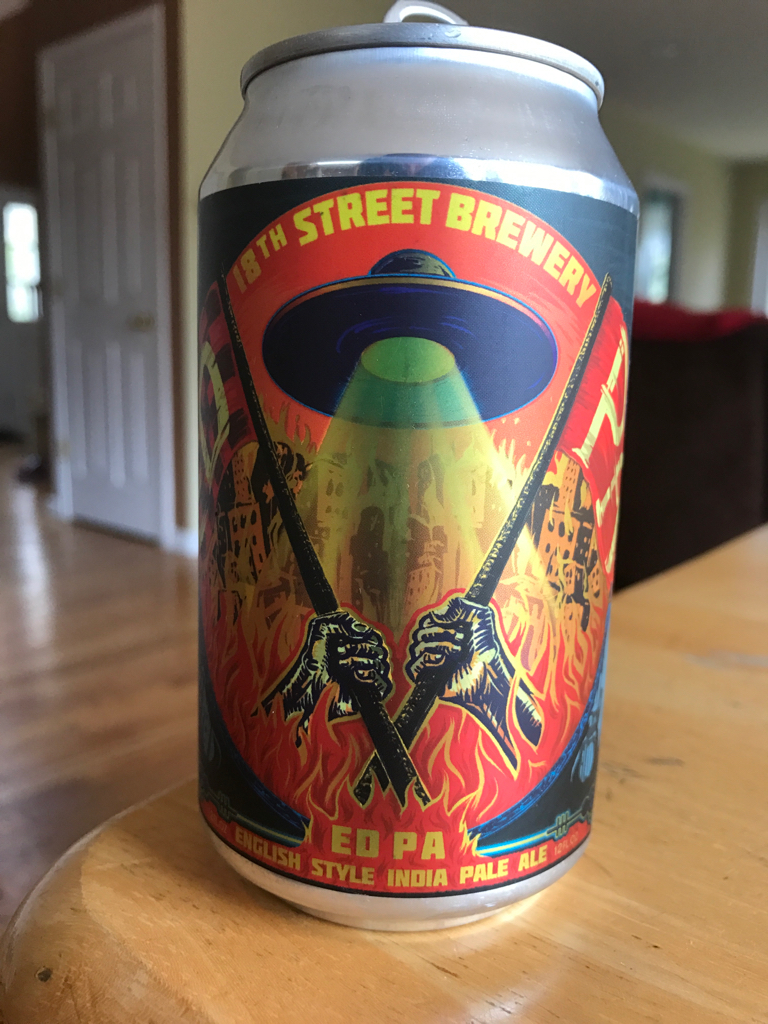 18TH STREET BREWERY
ED PA
ENGLISH STYLE INDIA PALE ALE